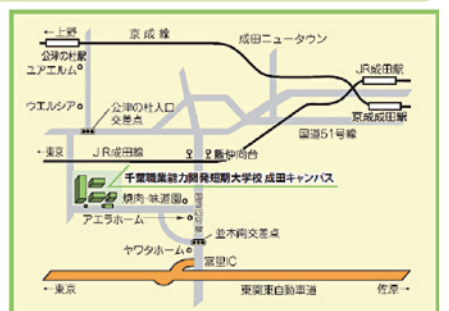 ←上野
京成線
成田ニュータウン
公津の杜駅
ユアエルム
JR成田駅
ウエルシア
公津の杜入口
交差点
京成成田駅
国道51号線
←東京
JR成田線
飯仲向台
千葉職業能力開発短期大学校 成田キャンパス
焼肉・味道園
アエラホーム
並木南交差点
ヤワタホーム
富里IC
←東京
東関東自動車道
佐原→